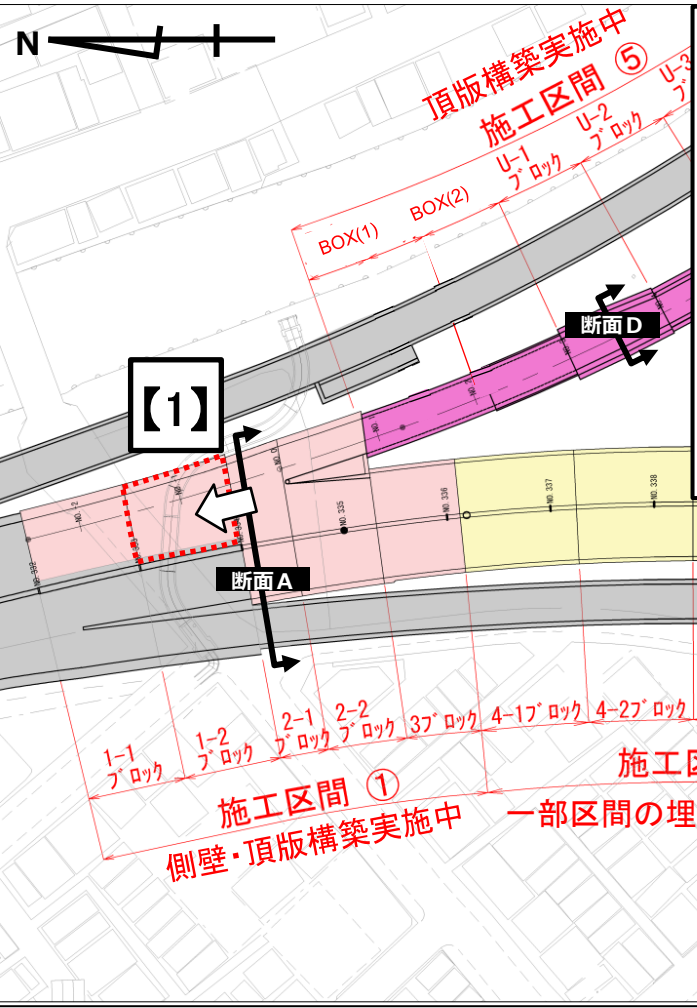 N
頂版構築実施中
施工区間 ⑤
U-3
ブ
U-2
ブロック
U-1
ブロック
BOX(2)
BOX(1)
断面D
【1】
NO.335
NO.336
NO.337
NO.338
断面A
1-1
ブロック
1-2
ブロック
2-1
ブロック
2-2
ブロック
3ブロック
4-1ブロック
4-2ブロック
施工区間 ①
側壁・頂版構築実施中
施工区
一部区間の埋